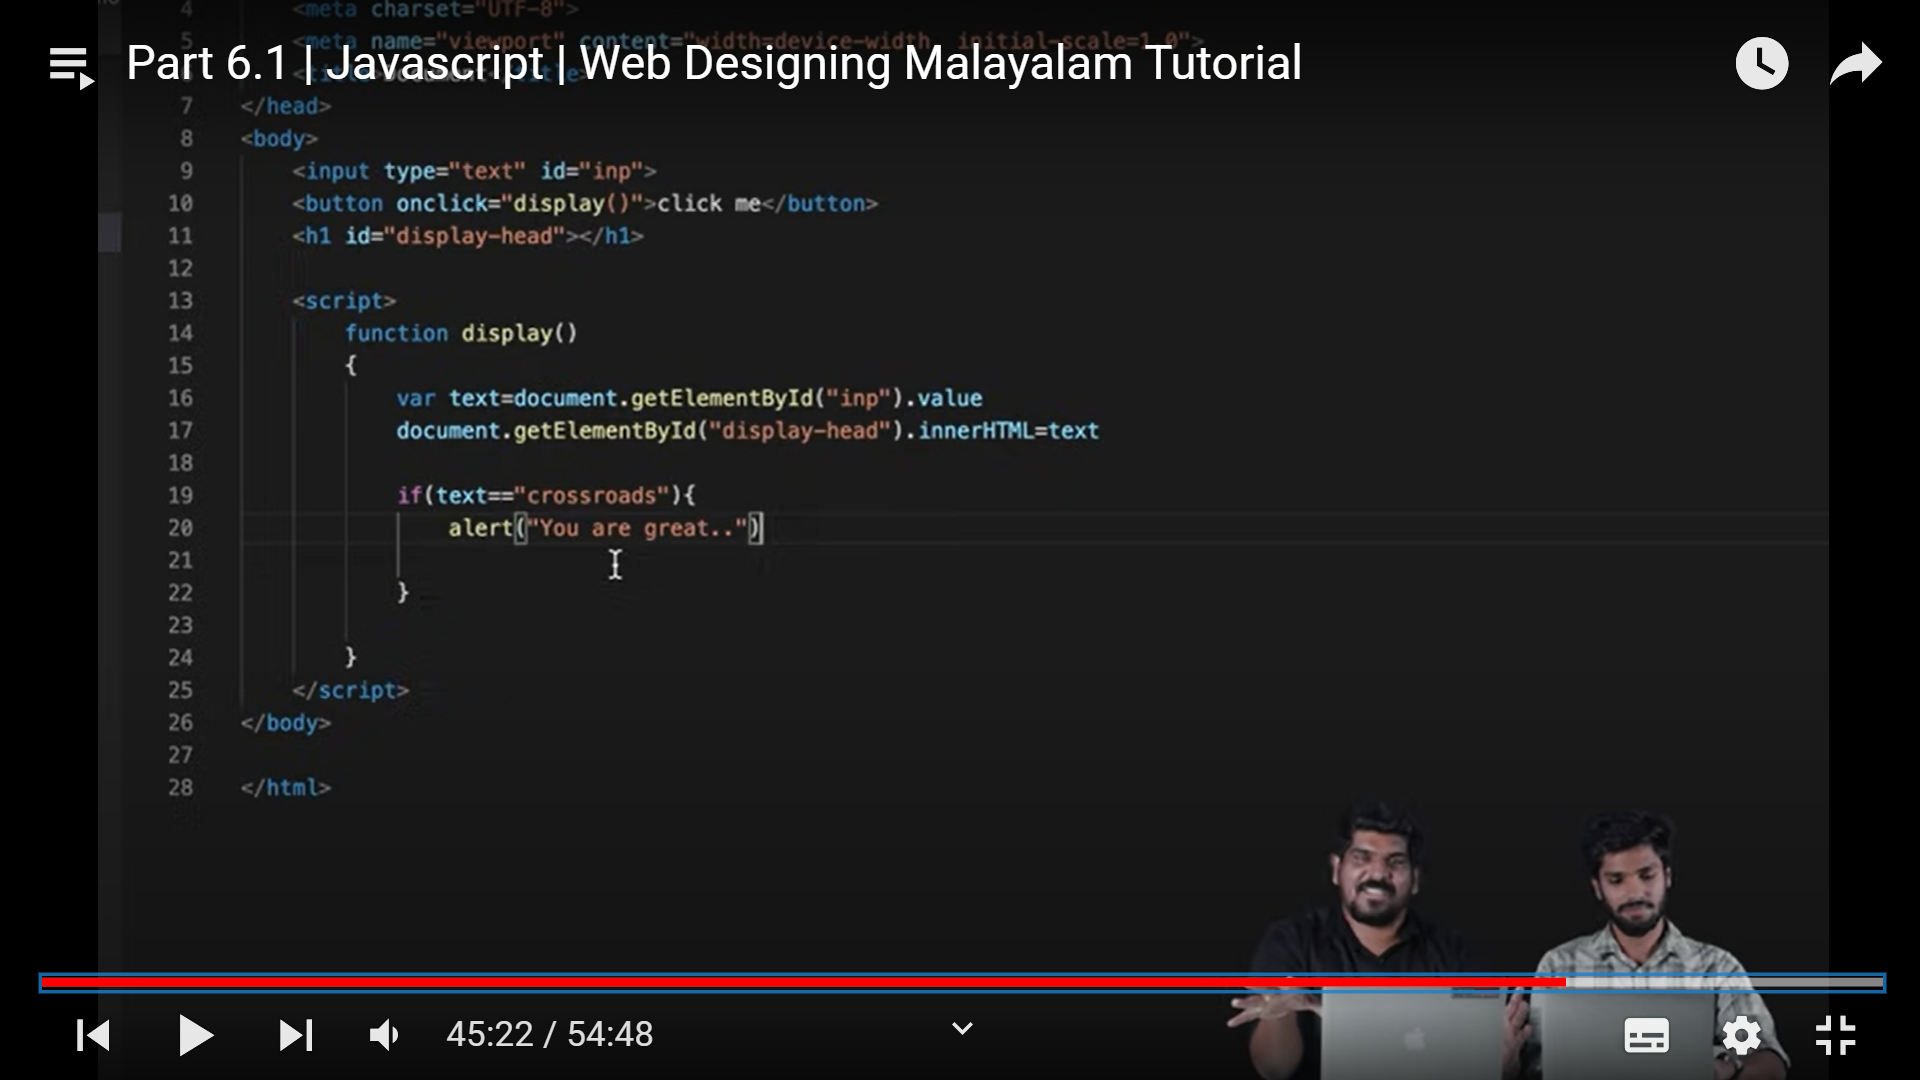 4 <meta charset="UTF-8">
5 <meta name="viewport" content="width=device-width, initial-scale=1.0">
Part 6.1 | Javascript | Web Designing Malayalam Tutorial
7 </head>
8 <body>
9 <input type="text" id="inp">
10 <button onclick="display()">click me</button>
11 <h1 id="display-head"></h1>
12
13 <script>
14 function display()
15 {
16 var text=document.getElementById("inp").value
17 document.getElementById("display-head").innerHTML=text
18
19 if(text=="crossroads"){
20 alert("You are great..")
21
22 }
23
24 }
25 </script>
26 </body>
27
28 </html>
45:22 / 54:48